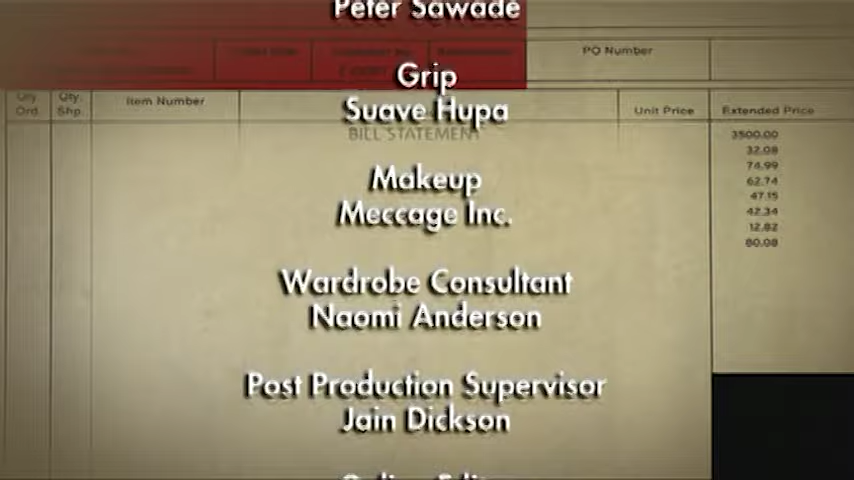 Peter Sawade
PO Number
Grip
Suave Hupa
Qty. Ord
Qty. Shp.
Item Number
Unit Price
Extended Price
BILL STATEMENT
3500.00
32.08
74.99
62.74
47.15
42.34
12.82
80.08
Makeup
Meccage Inc.
Wardrobe Consultant
Naomi Anderson
Post Production Supervisor
Jain Dickson